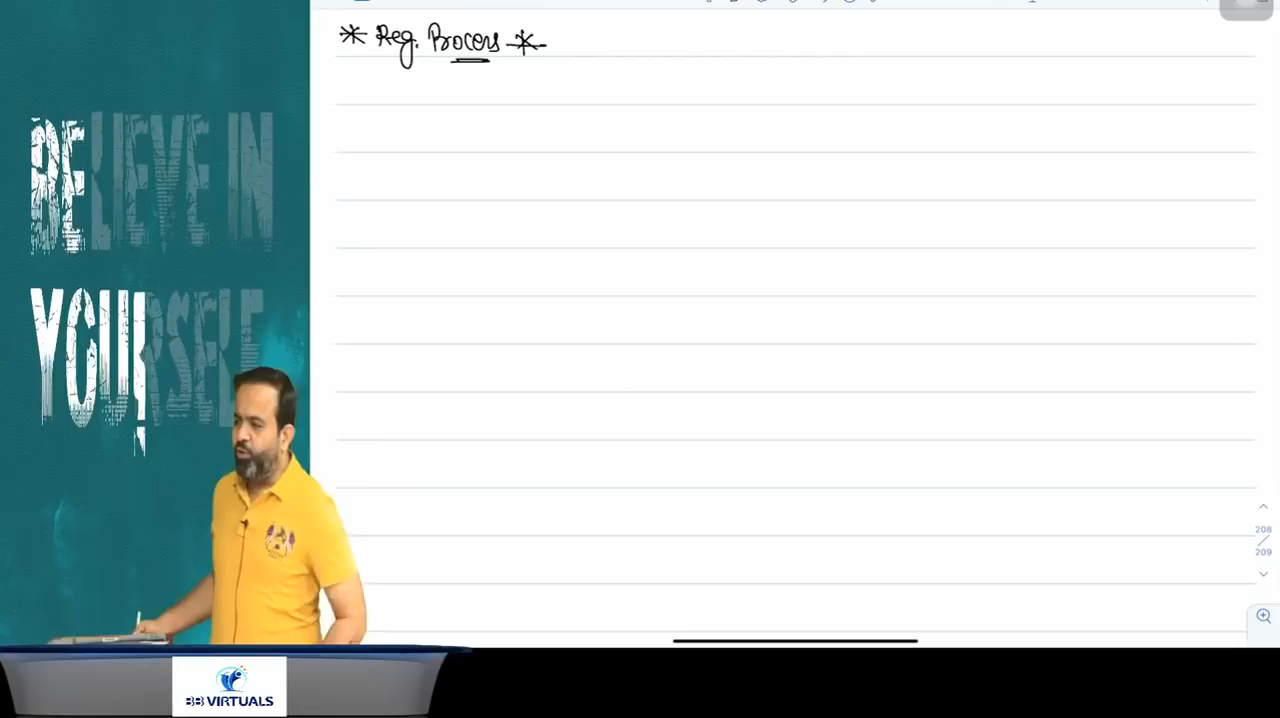 * Reg. Process *
BELIEVE IN
YOURSELF
208
209
BB VIRTUALS